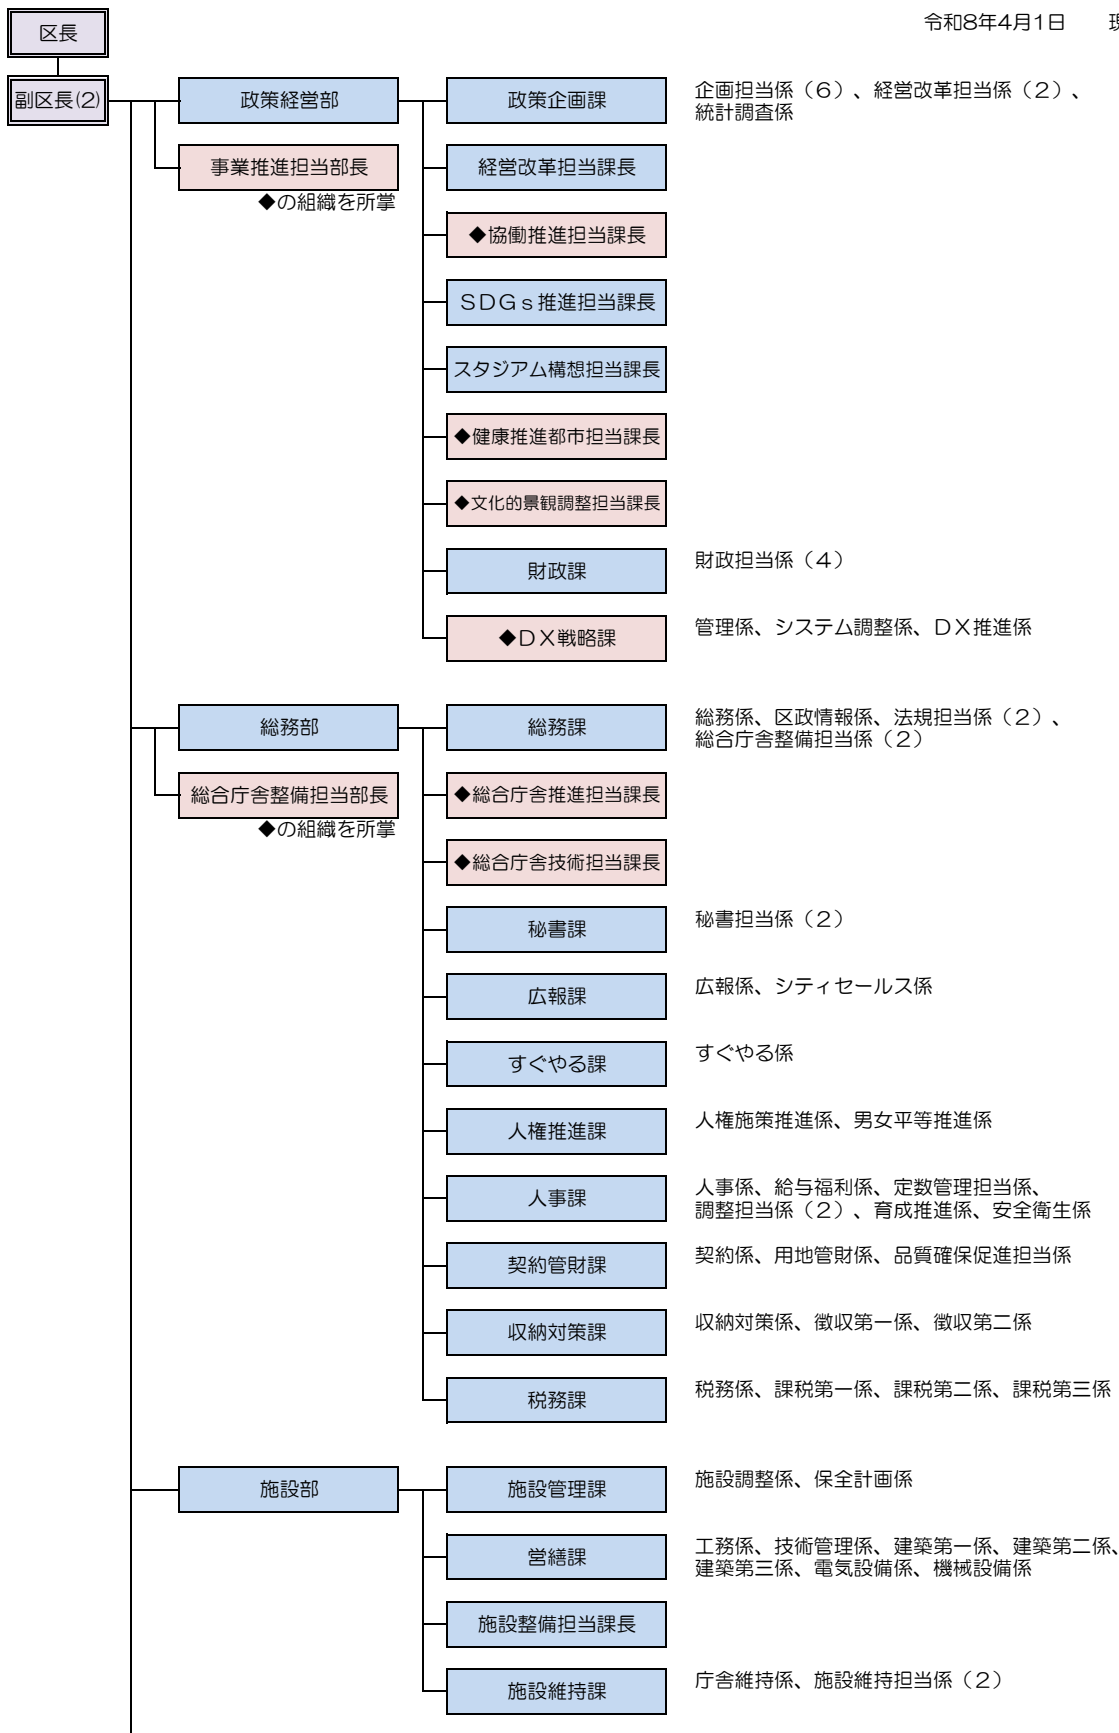 令和8年4月1日　現
区長
副区長(2)
政策経営部
政策企画課
企画担当係（６）、経営改革担当係（２）、
統計調査係
事業推進担当部長
◆の組織を所掌
経営改革担当課長
◆協働推進担当課長
ＳＤＧｓ推進担当課長
スタジアム構想担当課長
◆健康推進都市担当課長
◆文化的景観調整担当課長
財政課
財政担当係（４）
◆ＤＸ戦略課
管理係、システム調整係、ＤＸ推進係
総務部
総務課
総務係、区政情報係、法規担当係（２）、
総合庁舎整備担当係（２）
総合庁舎整備担当部長
◆の組織を所掌
◆総合庁舎推進担当課長
◆総合庁舎技術担当課長
秘書課
秘書担当係（２）
広報課
広報係、シティセールス係
すぐやる課
すぐやる係
人権推進課
人権施策推進係、男女平等推進係
人事課
人事係、給与福利係、定数管理担当係、
調整担当係（２）、育成推進係、安全衛生係
契約管財課
契約係、用地管財係、品質確保促進担当係
収納対策課
収納対策係、徴収第一係、徴収第二係
税務課
税務係、課税第一係、課税第二係、課税第三係
施設部
施設管理課
施設調整係、保全計画係
営繕課
工務係、技術管理係、建築第一係、建築第二係、
建築第三係、電気設備係、機械設備係
施設整備担当課長
施設維持課
庁舎維持係、施設維持担当係（２）